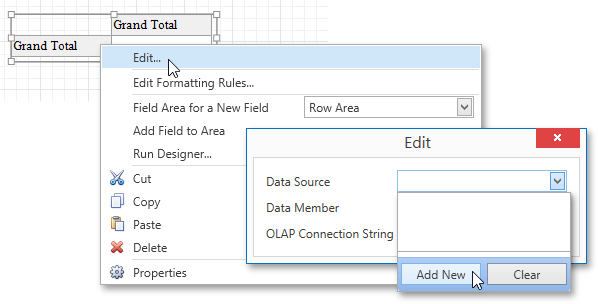 Grand Total
Grand Total
Edit...
Edit Formatting Rules...
Field Area for a New Field Row Area
Add Field to Area
Run Designer...
Cut
Copy
Paste
Delete
Properties
Edit
Data Source
Data Member
OLAP Connection String
Add New Clear